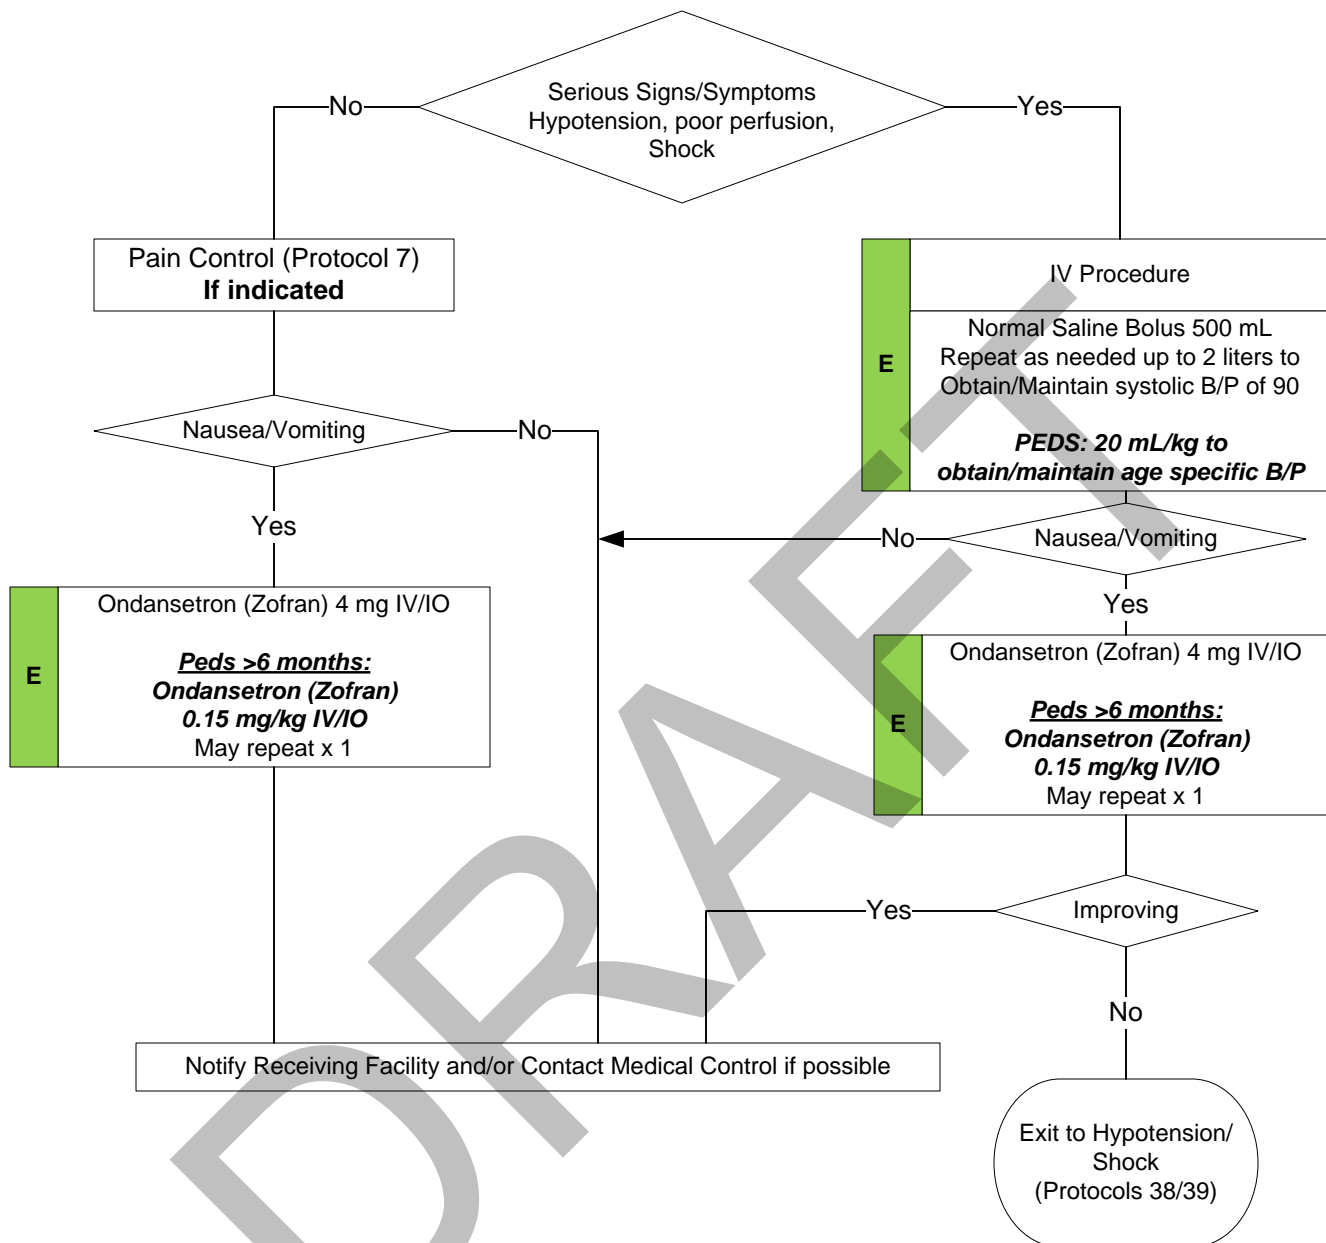 Serious Signs/Symptoms
Hypotension, poor perfusion,
Shock
No
Yes
Pain Control (Protocol 7)
If indicated
E
IV Procedure
Normal Saline Bolus 500 mL
Repeat as needed up to 2 liters to
Obtain/Maintain systolic B/P of 90
PEDS: 20 mL/kg to
obtain/maintain age specific B/P
Nausea/Vomiting
No
Yes
No
Nausea/Vomiting
Yes
E
Ondansetron (Zofran) 4 mg IV/IO
Peds >6 months:
Ondansetron (Zofran)
0.15 mg/kg IV/IO
May repeat x 1
E
Ondansetron (Zofran) 4 mg IV/IO
Peds >6 months:
Ondansetron (Zofran)
0.15 mg/kg IV/IO
May repeat x 1
Yes
Improving
No
Notify Receiving Facility and/or Contact Medical Control if possible
Exit to Hypotension/
Shock
(Protocols 38/39)
DRAFT